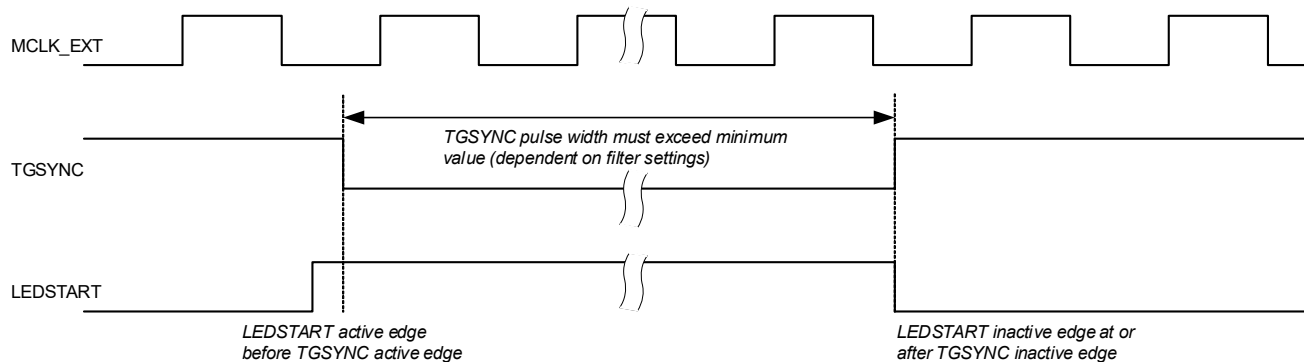 MCLK_EXT
TGSYNC pulse width must exceed minimum
value (dependent on filter settings)
TGSYNC
LEDSTART
LEDSTART active edge
before TGSYNC active edge
LEDSTART inactive edge at or
after TGSYNC inactive edge